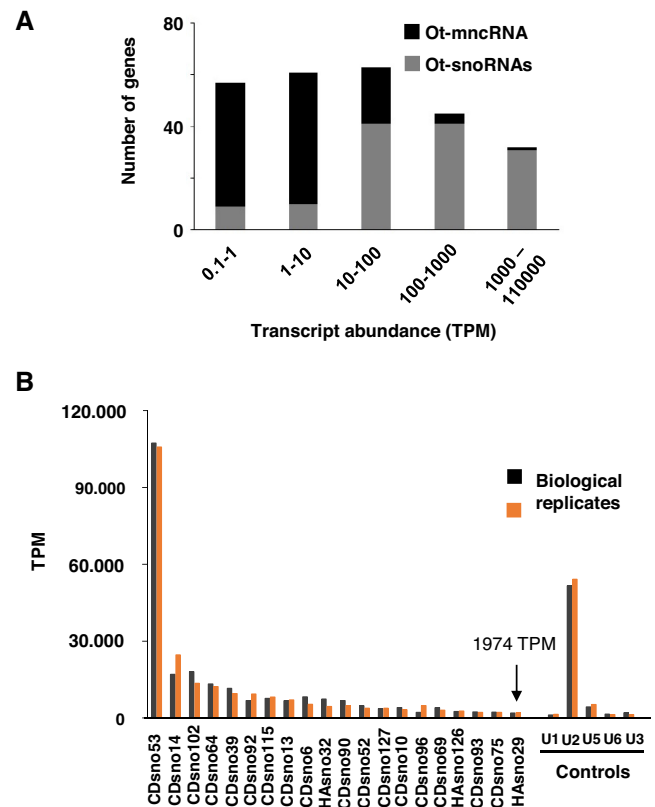 A
Number of genes
80
40
0
Ot-mncRNA
Ot-snoRNAs
0.1-1
1-10
10-100
100-1000
1000 –
110000
Transcript abundance (TPM)
B
TPM
120.000
90.000
60.000
30.000
0
Biological
replicates
1974 TPM
CDsno53
CDsno14
CDsno102
CDsno64
CDsno39
CDsno92
CDsno115
CDsno13
CDsno6
HAsno32
CDsno90
CDsno52
CDsno127
CDsno10
CDsno96
CDsno69
HAsno126
CDsno93
CDsno75
HAsno29
U1 U2 U5 U6 U3
Controls